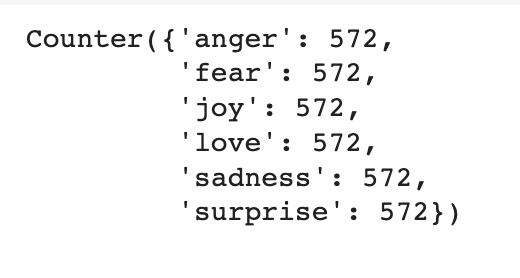 Counter({'anger': 572,
'fear': 572,
'joy': 572,
'love': 572,
'sadness': 572,
'surprise': 572})